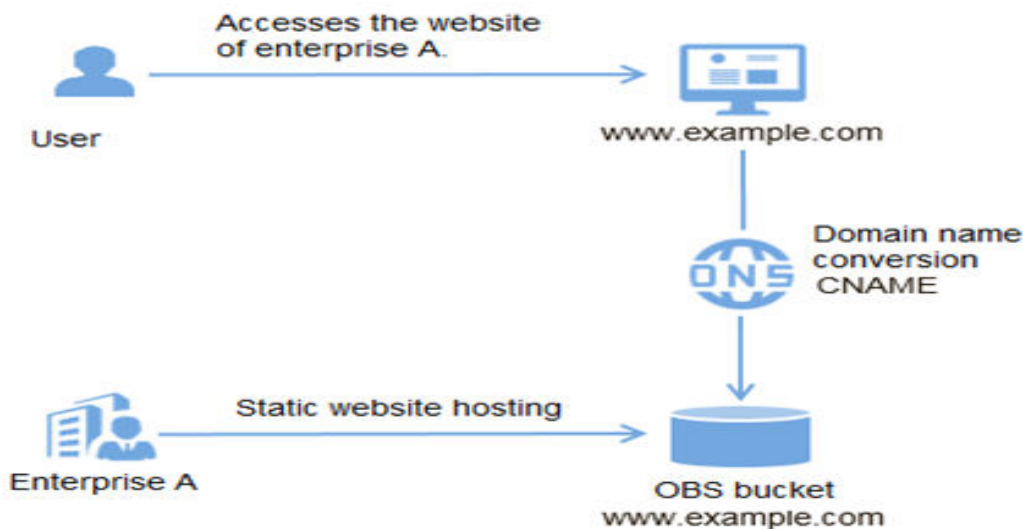 Accesses the website
of enterprise A.
User
www.example.com
Domain name
conversion
CNAME
ONS
Static website hosting
Enterprise A
OBS bucket
www.example.com